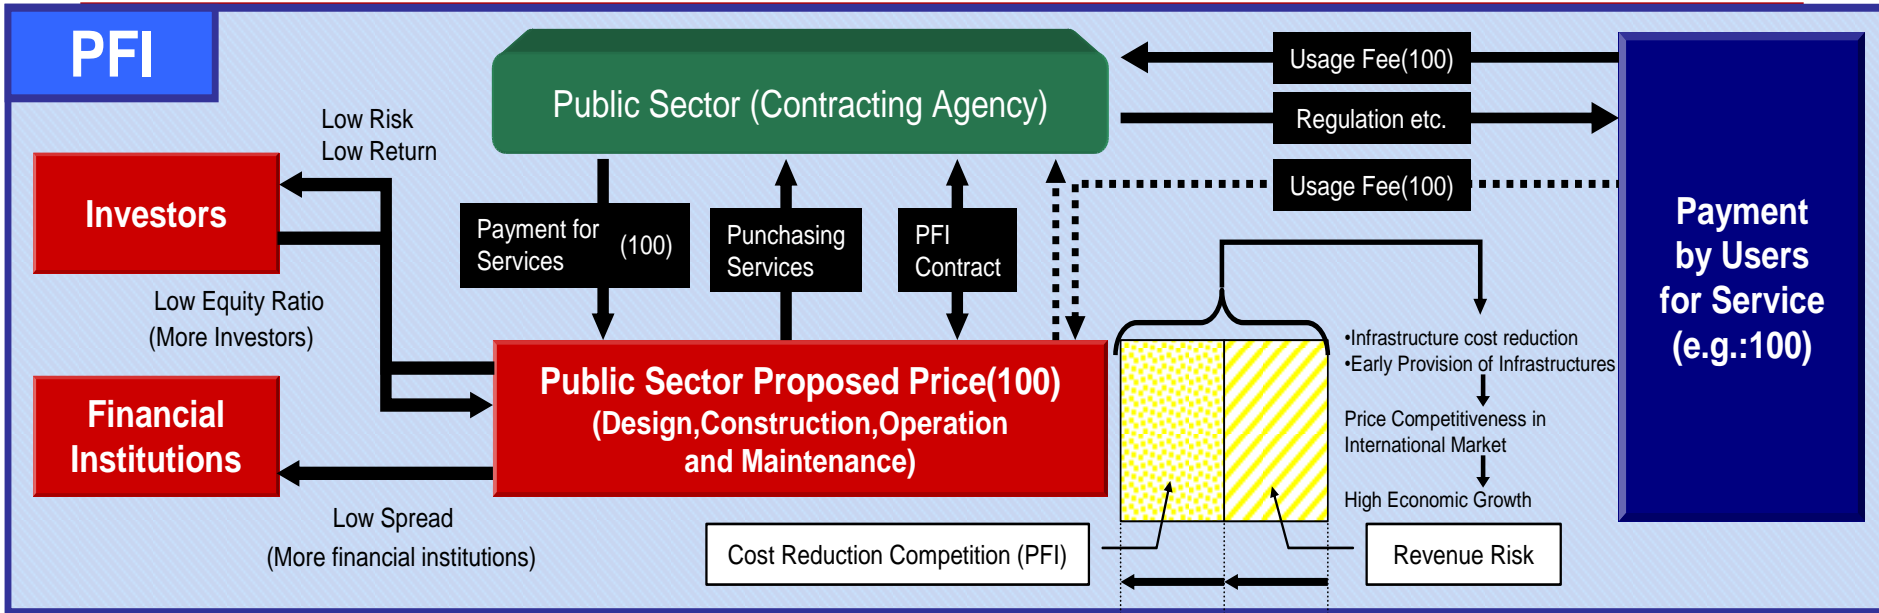 PFI
Public Sector (Contracting Agency)
Usage Fee(100)
Regulation etc.
Usage Fee(100)
Payment
by Users
for Service
(e.g.:100)
Low Risk
Low Return
Investors
Low Equity Ratio
(More Investors)
Financial
Institutions
Low Spread
(More financial institutions)
Payment for
Services
(100)
Punchasing
Services
PFI
Contract
Public Sector Proposed Price(100)
(Design,Construction,Operation
and Maintenance)
•Infrastructure cost reduction
•Early Provision of Infrastructures
Price Competitiveness in
International Market
High Economic Growth
Cost Reduction Competition (PFI)
Revenue Risk